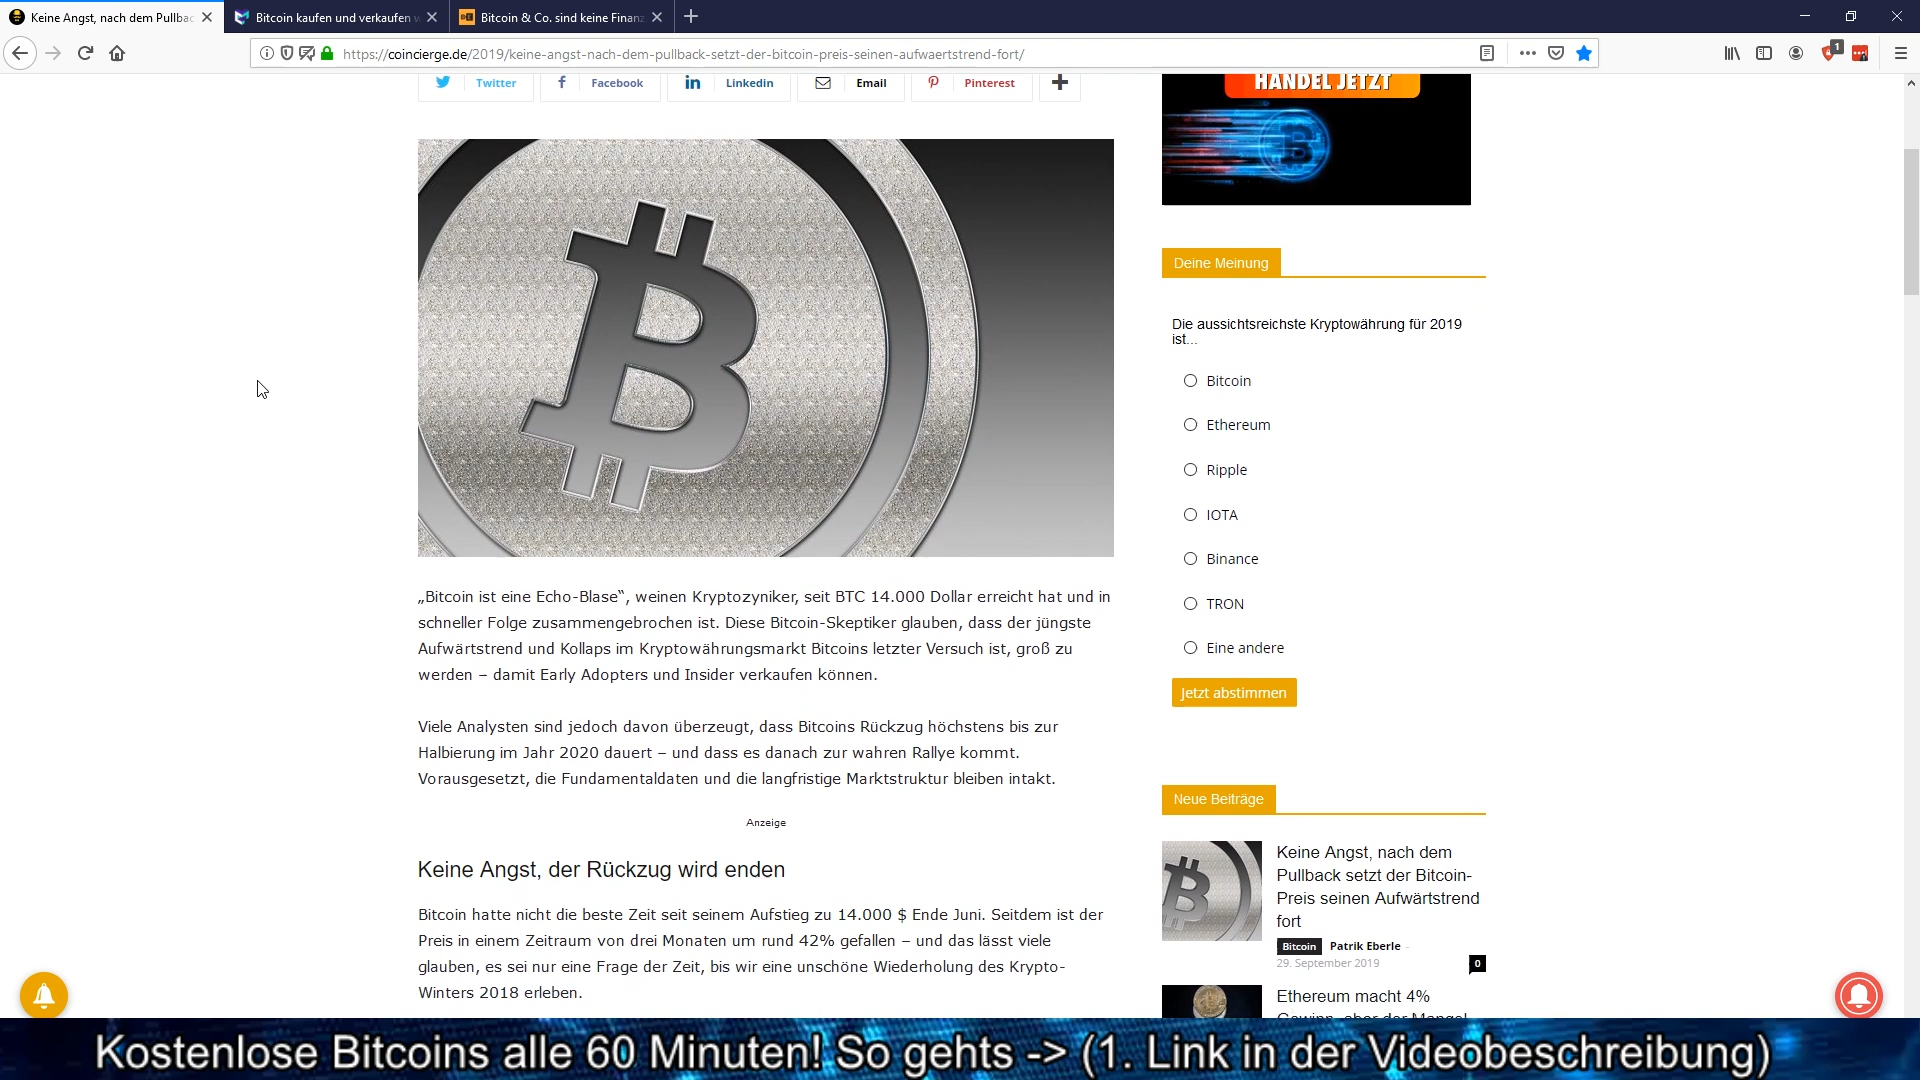 Keine Angst, nach dem Pullbac
Bitcoin kaufen und verkaufen
Bitcoin & Co. sind keine Finanz
https://coincierge.de/2019/keine-angst-nach-dem-pullback-setzt-der-bitcoin-preis-seinen-aufwaertstrend-fort/
1
Twitter
Facebook
Linkedin
Email
Pinterest
HANDEL JETZT
„Bitcoin ist eine Echo-Blase“, weinen Kryptozyniker, seit BTC 14.000 Dollar erreicht hat und in
schneller Folge zusammengebrochen ist. Diese Bitcoin-Skeptiker glauben, dass der jüngste
Aufwärtstrend und Kollaps im Kryptowährungsmarkt Bitcoins letzter Versuch ist, groß zu
werden – damit Early Adopters und Insider verkaufen können.
Viele Analysten sind jedoch davon überzeugt, dass Bitcoins Rückzug höchstens bis zur
Halbierung im Jahr 2020 dauert – und dass es danach zur wahren Rallye kommt.
Vorausgesetzt, die Fundamentaldaten und die langfristige Marktstruktur bleiben intakt.
Anzeige
Keine Angst, der Rückzug wird enden
Bitcoin hatte nicht die beste Zeit seit seinem Aufstieg zu 14.000 $ Ende Juni. Seitdem ist der
Preis in einem Zeitraum von drei Monaten um rund 42% gefallen – und das lässt viele
glauben, es sei nur eine Frage der Zeit, bis wir eine unschöne Wiederholung des Krypto-
Winters 2018 erleben.
Deine Meinung
Die aussichtsreichste Kryptowährung für 2019
ist...
Bitcoin
Ethereum
Ripple
IOTA
Binance
TRON
Eine andere
Jetzt abstimmen
Neue Beiträge
Keine Angst, nach dem
Pullback setzt der Bitcoin-
Preis seinen Aufwärtstrend
fort
Bitcoin Patrik Eberle -
29. September 2019
0
Ethereum macht 4%
Gewinn, aber der Mangel
Kostenlose Bitcoins alle 60 Minuten! So gehts -> (1. Link in der Videobeschreibung)